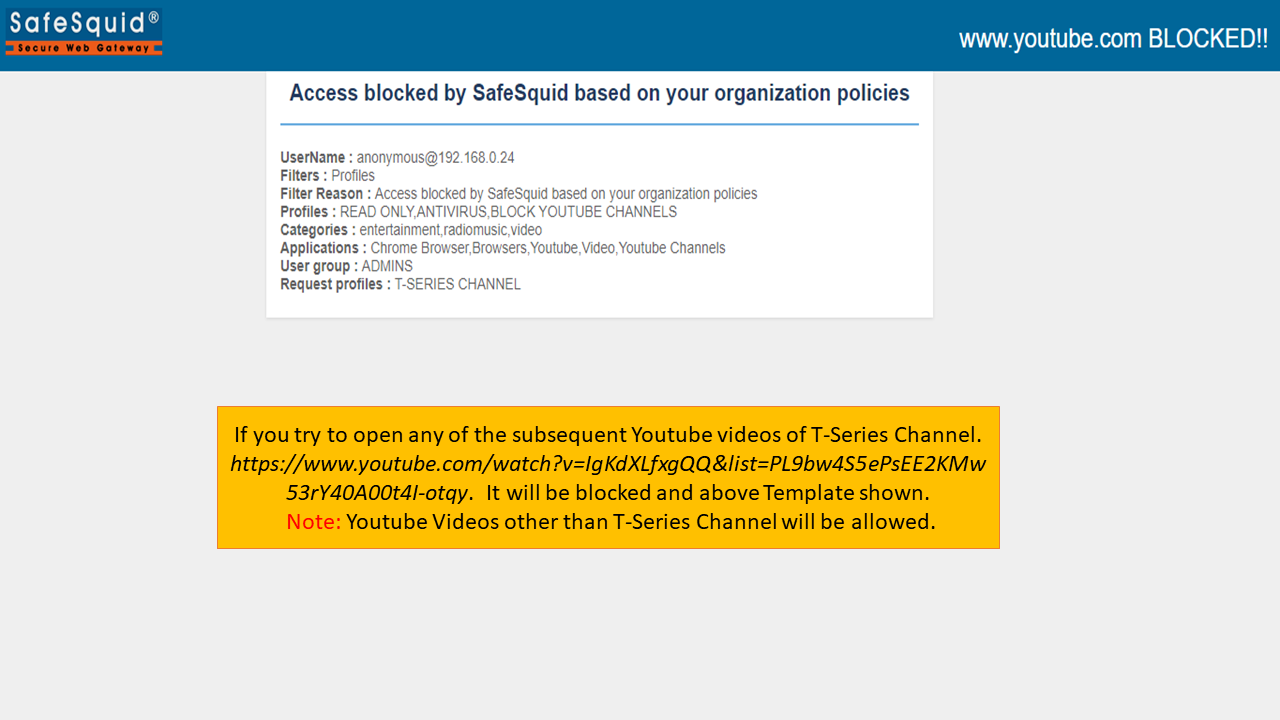 SafeSquid®
Secure Web Gateway
www.youtube.com BLOCKED!!
Access blocked by SafeSquid based on your organization policies
UserName : anonymous@192.168.0.24
Filters : Profiles
Filter Reason : Access blocked by SafeSquid based on your organization policies
Profiles : READ ONLY,ANTIVIRUS,BLOCK YOUTUBE CHANNELS
Categories : entertainment,radiomusic,video
Applications : Chrome Browser,Browsers,Youtube,Video,Youtube Channels
User group : ADMINS
Request profiles : T-SERIES CHANNEL
If you try to open any of the subsequent Youtube videos of T-Series Channel.
https://www.youtube.com/watch?v=IgKdXLfxgQQ&list=PL9bw4S5ePsEE2KMw
53rY40A00t4I-otqy. It will be blocked and above Template shown.
Note: Youtube Videos other than T-Series Channel will be allowed.